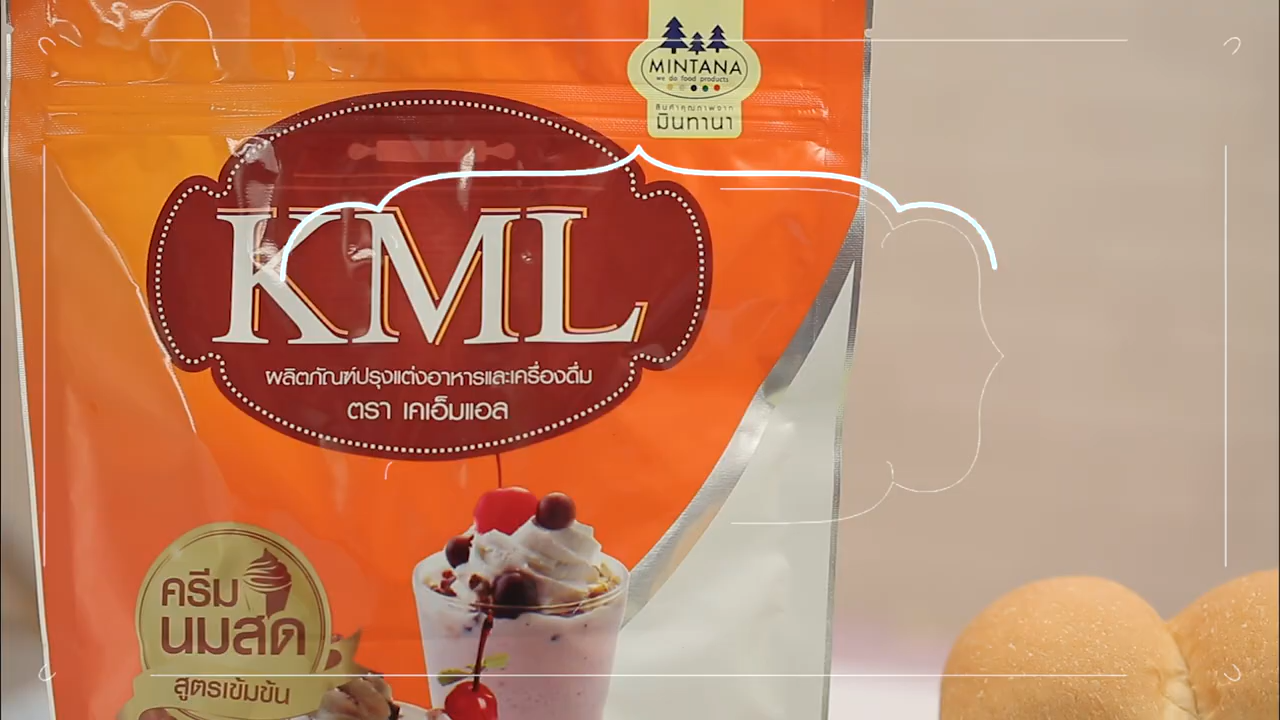 MINTANA
we do food products
สินค้าคุณภาพจาก
มินทานา
KML
ผลิตภัณฑ์ปรุงแต่งอาหารและเครื่องดื่ม
ตรา เคเอ็มแอล
ครีม
นมสด
สูตรเข้มข้น